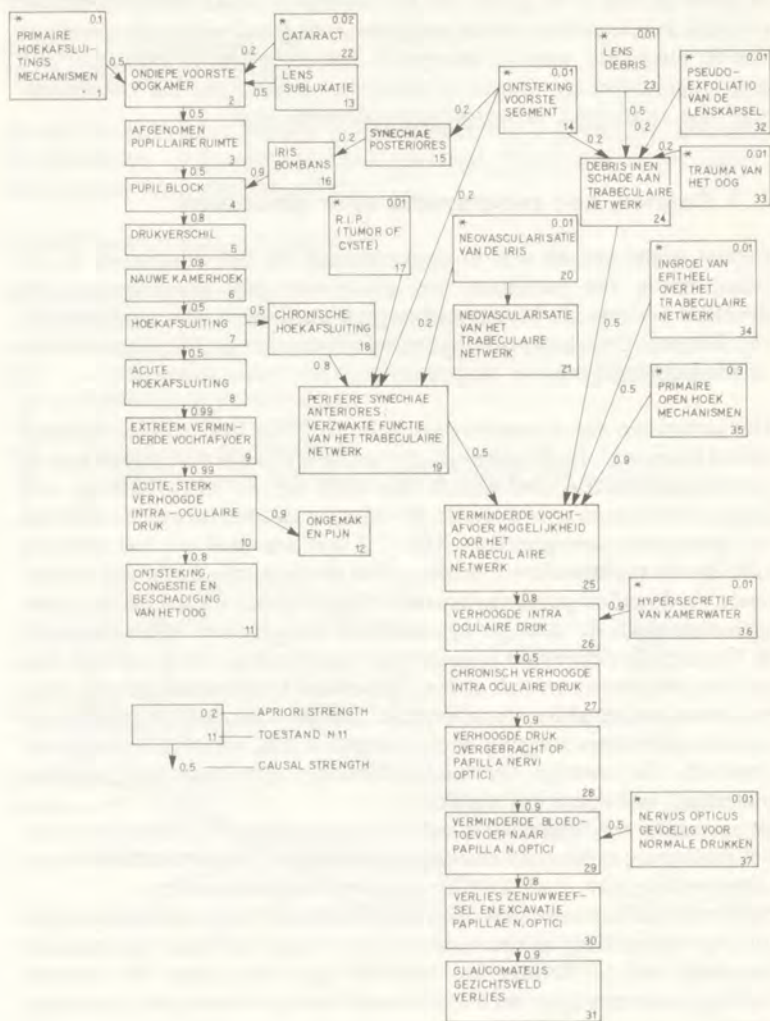 * 0.1
PRIMAIRE
HOEKAFSLUI-
TINGS
MECHANISMEN
1
0.5
* 0.02
CATARACT
22
0.2
ONDIEPE VOORSTE
OOGKAMER
2
LENS
SUBLUXATIE
13
0.5
0.5
AFGENOMEN
PUPILLAIRE RUIMTE
3
0.5
PUPIL BLOCK
4
0.8
DRUKVERSCHIL
5
0.8
NAUWE KAMERHOEK
6
0.5
HOEKAFSLUITING
7
0.5
ACUTE
HOEKAFSLUITING
8
0.99
EXTREEM VERMIN-
DERDE VOCHTAFVOER
9
0.99
ACUTE, STERK
VERHOOGDE
INTRA-OCULAIRE
DRUK
10
0.9
ONGEMAK
EN PIJN
12
0.8
ONTSTEKING,
CONGESTIE EN
BESCHADIGING
VAN HET OOG
11
* 0.01
ONTSTEKING
VOORSTE
SEGMENT
14
0.2
SYNECHIAE
POSTERIORES
15
0.2
IRIS
BOMBANS
16
0.9
0.2
* 0.01
R.I.P.
(TUMOR OF
CYSTE)
17
0.5
CHRONISCHE
HOEKAFSLUITING
18
0.8
* 0.01
NEOVASCULARISATIE
VAN DE IRIS
20
0.2
NEOVASCULARISATIE
VAN HET
TRABECULAIRE
NETWERK
21
PERIFERE SYNECHIAE
ANTERIORES;
VERZWAKTE FUNCTIE
VAN HET TRABECULAIRE
NETWERK
19
0.5
* 0.01
LENS
DEBRIS
23
0.5
0.2
* 0.01
PSEUDO-
EXFOLIATIO
VAN DE
LENSKAPSEL
32
0.2
* 0.01
TRAUMA VAN
HET OOG
33
0.2
DEBRIS IN EN
SCHADE AAN
TRABECULAIRE
NETWERK
24
0.5
* 0.01
INGROEI VAN
EPITHEEL
OVER HET
TRABECULAIRE
NETWERK
34
0.5
* 0.3
PRIMAIRE
OPEN HOEK
MECHANISMEN
35
0.9
VERMINDERDE VOCHT-
AFVOER MOGELIJKHEID
DOOR HET
TRABECULAIRE
NETWERK
25
0.8
VERHOOGDE INTRA
OCULAIRE DRUK
26
0.9
* 0.01
HYPERSECRETIE
VAN KAMERWATER
36
0.5
CHRONISCH VERHOOGDE
INTRA OCULAIRE DRUK
27
0.9
VERHOOGDE DRUK
OVERGEBRACHT OP
PAPILLA NERVI
OPTICI
28
0.9
VERMINDERDE BLOED-
TOEVOER NAAR
PAPILLA N. OPTICI
29
0.5
* 0.01
NERVUS OPTICUS
GEVOELIG VOOR
NORMALE DRUKKEN
37
0.8
VERLIES ZENUWWEEF-
SEL EN EXCAVATIE
PAPILLAE N. OPTICI
30
0.9
GLAUCOMATEUS
GEZICHTSVELD
VERLIES
31
0.2 APRIORI STRENGTH
11 TOESTAND N 11
0.5 CAUSAL STRENGTH